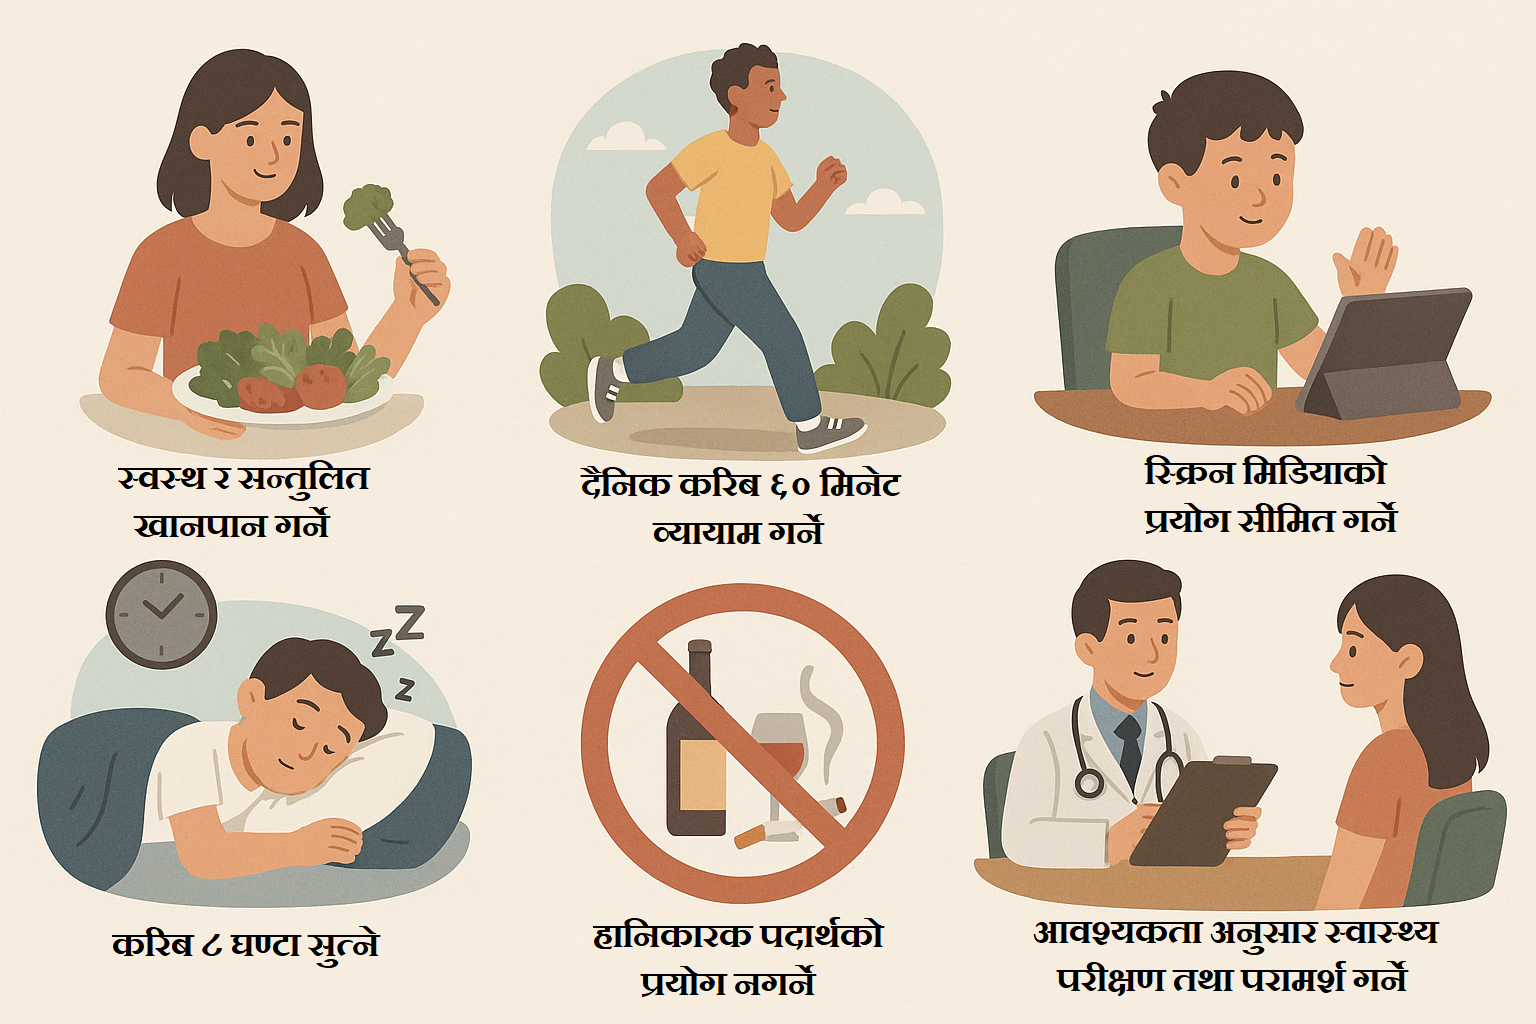 स्वस्थ र सन्तुलित
खानपान गर्ने
दैनिक करिब ६० मिनेट
व्यायाम गर्ने
स्क्रिन मिडियाको
प्रयोग सीमित गर्ने
zzz
करिब ८ घण्टा सुत्ने
हानिकारक पदार्थको
प्रयोग नगर्ने
आवश्यकता अनुसार स्वास्थ्य
परीक्षण तथा परामर्श गर्ने